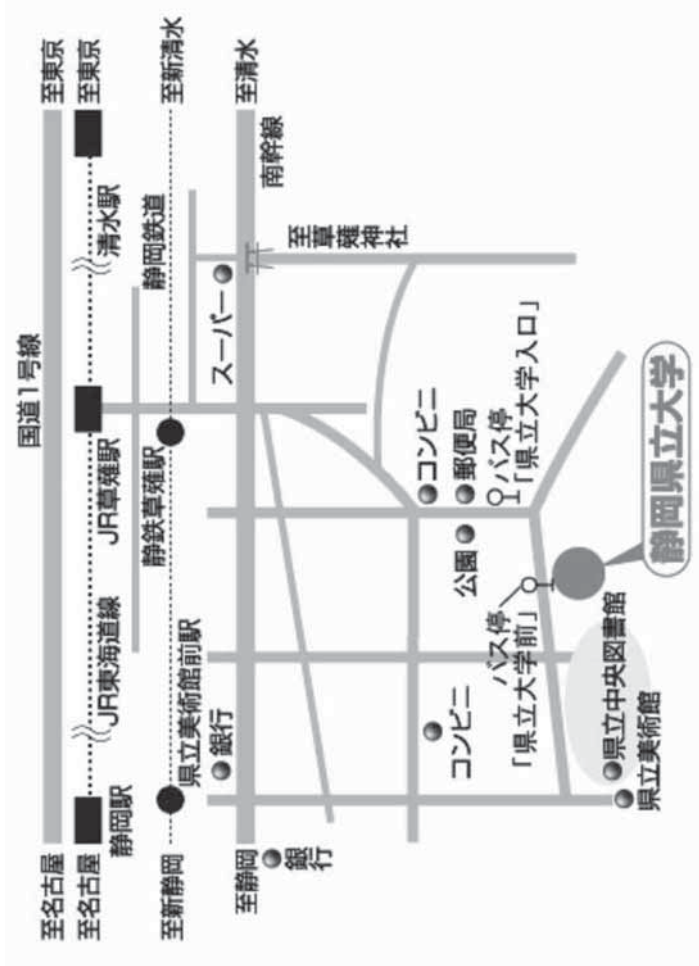 国道1号線
至名古屋
至東京
至名古屋
至東京
静岡駅
JR東海道線
JR草薙駅
清水駅
至新静岡
至新清水
県立美術館前駅
静鉄草薙駅
静岡鉄道
銀行
スーパー
至静岡
至清水
南幹線
銀行
至草薙神社
コンビニ
コンビニ
郵便局
公園
バス停
「県立大学入口」
バス停
「県立大学前」
県立中央図書館
県立美術館
静岡県立大学